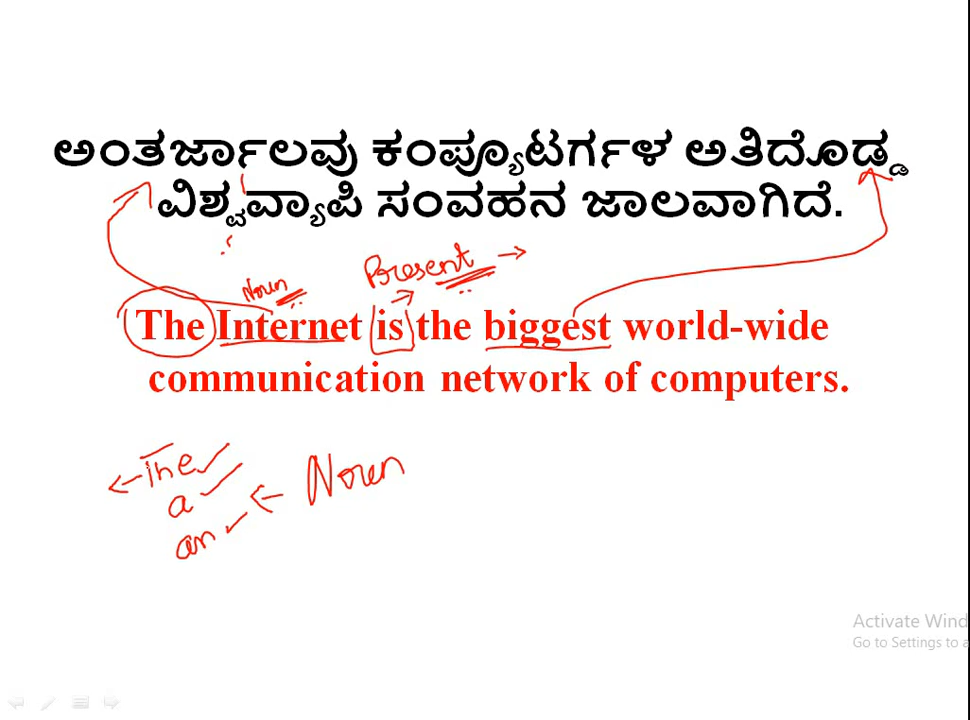 ಅಂತರ್ಜಾಲವು ಕಂಪ್ಯೂಟರ್ಗಳ ಅತಿದೊಡ್ಡ
ವಿಶ್ವವ್ಯಾಪಿ ಸಂವಹನ ಜಾಲವಾಗಿದೆ.
Present
Noun
The Internet is the biggest world-wide
communication network of computers.
The
a
an
Noun
Activate Wind
Go to Settings to a